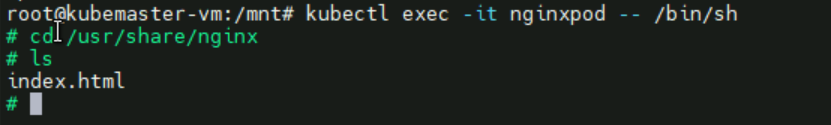 root@kubemaster-vm:/mnt# kubectl exec -it nginxpod -- /bin/sh
# cd /usr/share/nginx
# ls
index.html
#